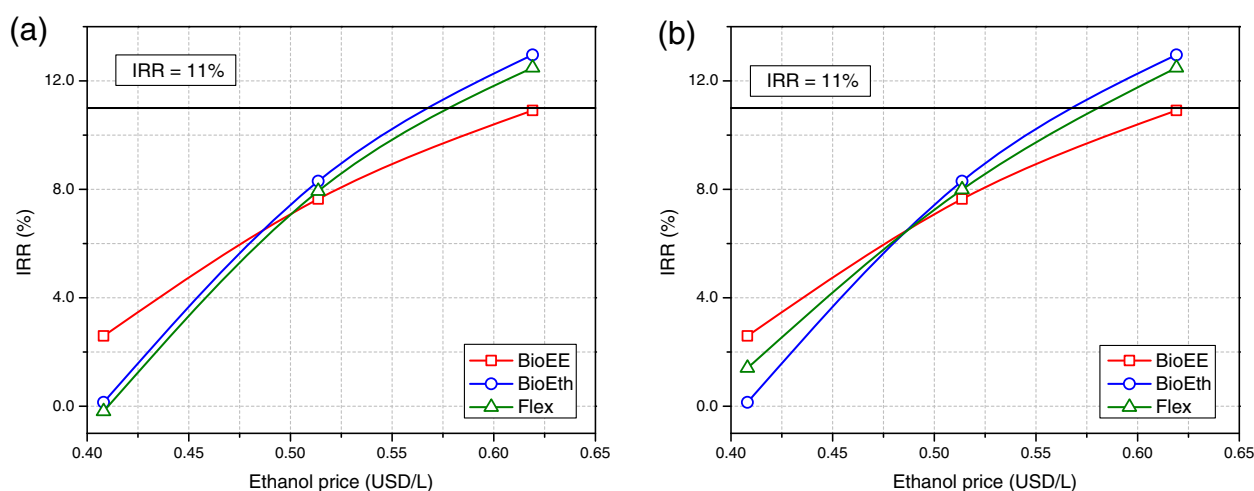 (a)
IRR = 11%
12.0
8.0
4.0
0.0
IRR (%)
0.40 0.45 0.50 0.55 0.60 0.65
Ethanol price (USD/L)
BioEE
BioEth
Flex
(b)
IRR = 11%
12.0
8.0
4.0
0.0
IRR (%)
0.40 0.45 0.50 0.55 0.60 0.65
Ethanol price (USD/L)
BioEE
BioEth
Flex